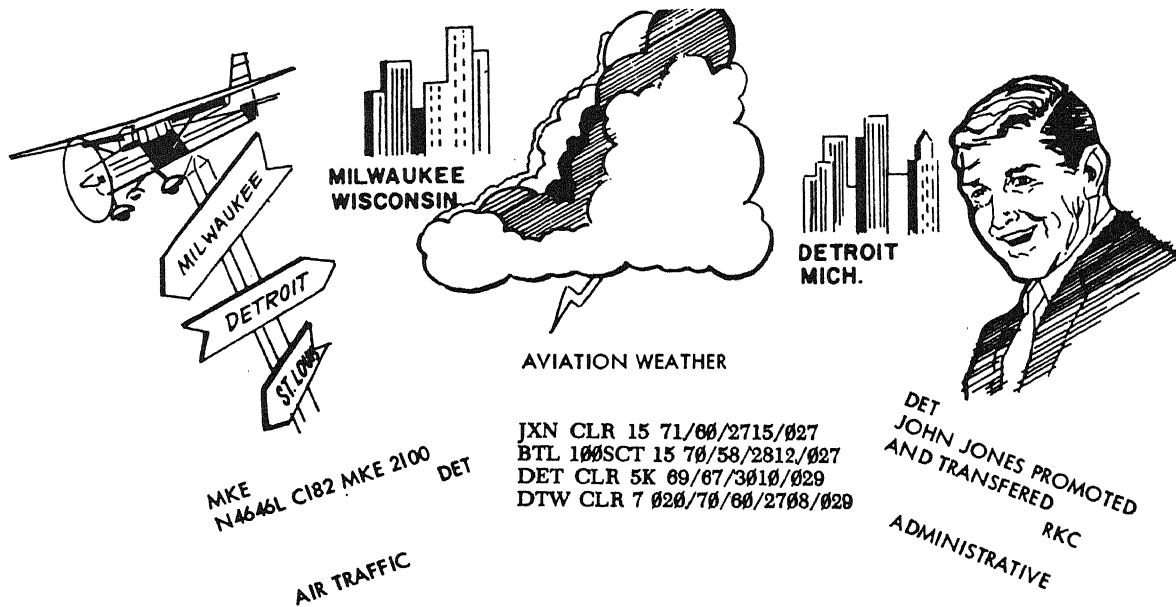 MILWAUKEE
DETROIT
ST. LOUIS
MILWAUKEE
WISCONSIN
DETROIT
MICH.
AVIATION WEATHER
JXN CLR 15 71/60/2715/027
BTL 100SCT 15 70/58/2812/027
DET CLR 5K 69/67/3010/029
DTW CLR 7 020/70/60/2708/029
MKE
N4646L C182 MKE 2100
DET
AIR TRAFFIC
DET
JOHN JONES PROMOTED
AND TRANSFERED
RKC
ADMINISTRATIVE